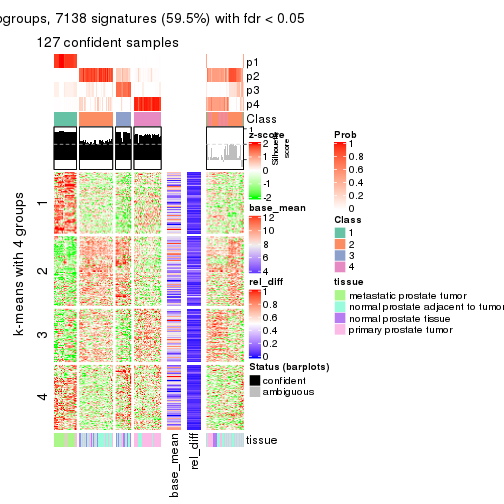 ogroups, 7138 signatures (59.5%) with fdr < 0.05
127 confident samples
p1
p2
p3
p4
Class
1
2
3
4
k-means with 4 groups
tissue
base_mean
rel_diff
1
Silhouette
score
z-score
2
1
0
-1
-2
base_mean
12
10
8
6
4
rel_diff
1
0.8
0.6
0.4
0.2
0
Status (barplots)
confident
ambiguous
Prob
1
0.8
0.6
0.4
0.2
0
Class
1
2
3
4
tissue
metastatic prostate tumor
normal prostate adjacent to tumor
normal prostate tissue
primary prostate tumor